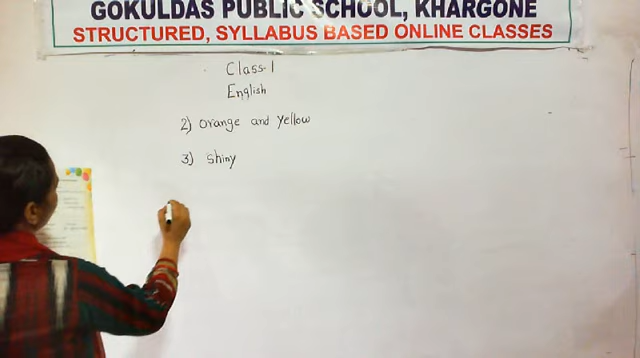 GOKULDAS PUBLIC SCHOOL, KHARGONE
STRUCTURED, SYLLABUS BASED ONLINE CLASSES
Class-1
English
2) orange and yellow
3) shiny